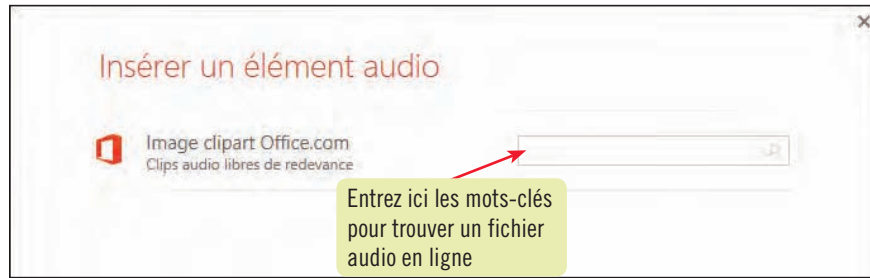 Insérer un élément audio
Image clipart Office.com
Clips audio libres de redevance
Entrez ici les mots-clés
pour trouver un fichier
audio en ligne